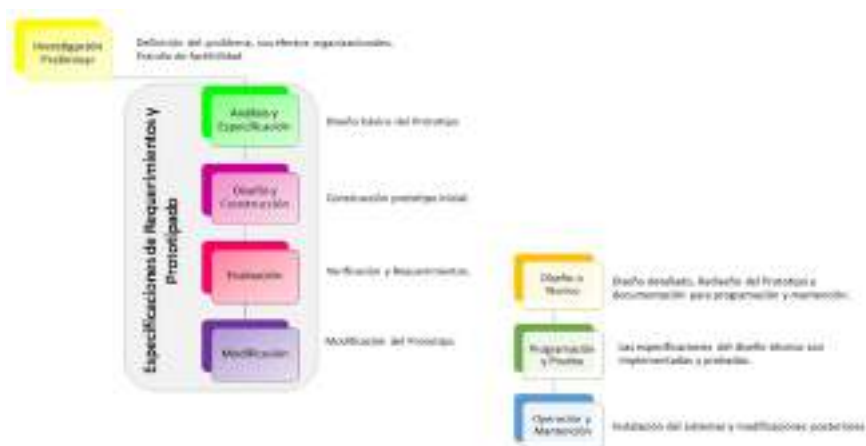 Investigación
Preliminar
Definición del problema, sus efectos organizacionales.
Estudio de factibilidad
Especificaciones de Requerimientos y
Prototipado
Análisis y
Especificación
Diseño básico del Prototipo
Diseño y
Construcción
Construcción prototipo inicial.
Evaluación
Verificación y Requerimientos.
Modificación
Modificación del Prototipo
Diseño
Técnico
Diseño detallado, Rediseño del Prototipo y
documentación para programación y mantención.
Programación
y Prueba
Las especificaciones del diseño técnico son
implementadas y probadas.
Operación y
Mantención
Instalación del sistema y modificaciones posteriores